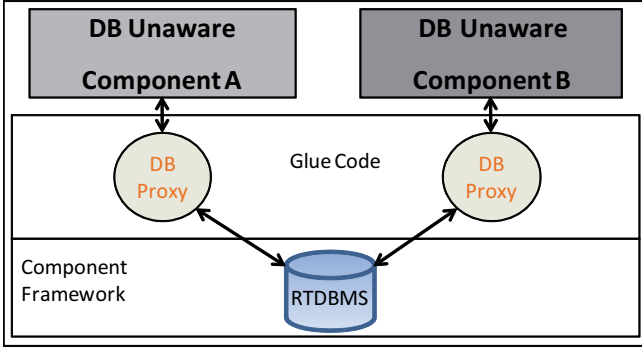 DB Unaware
Component A
DB Unaware
Component B
DB
Proxy
Glue Code
DB
Proxy
Component
Framework
RTDBMS